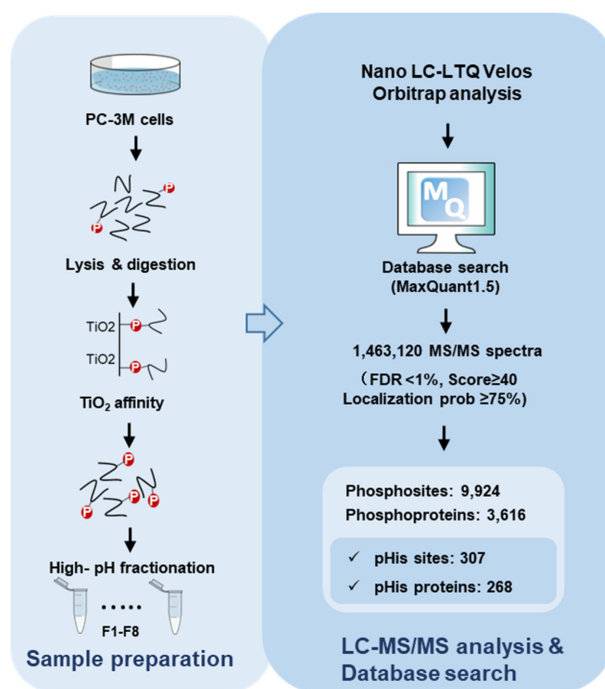 PC-3M cells
P
P
Lysis & digestion
TiO2
P
TiO2
P
TiO₂ affinity
P
P
P
P
High- pH fractionation
.....
F1-F8
Sample preparation
Nano LC-LTQ Velos
Orbitrap analysis
M
Q
Database search
(MaxQuant1.5)
1,463,120 MS/MS spectra
（FDR <1%, Score≥40
Localization prob ≥75%)
Phosphosites: 9,924
Phosphoproteins: 3,616
✓ pHis sites: 307
✓ pHis proteins: 268
LC-MS/MS analysis &
Database search